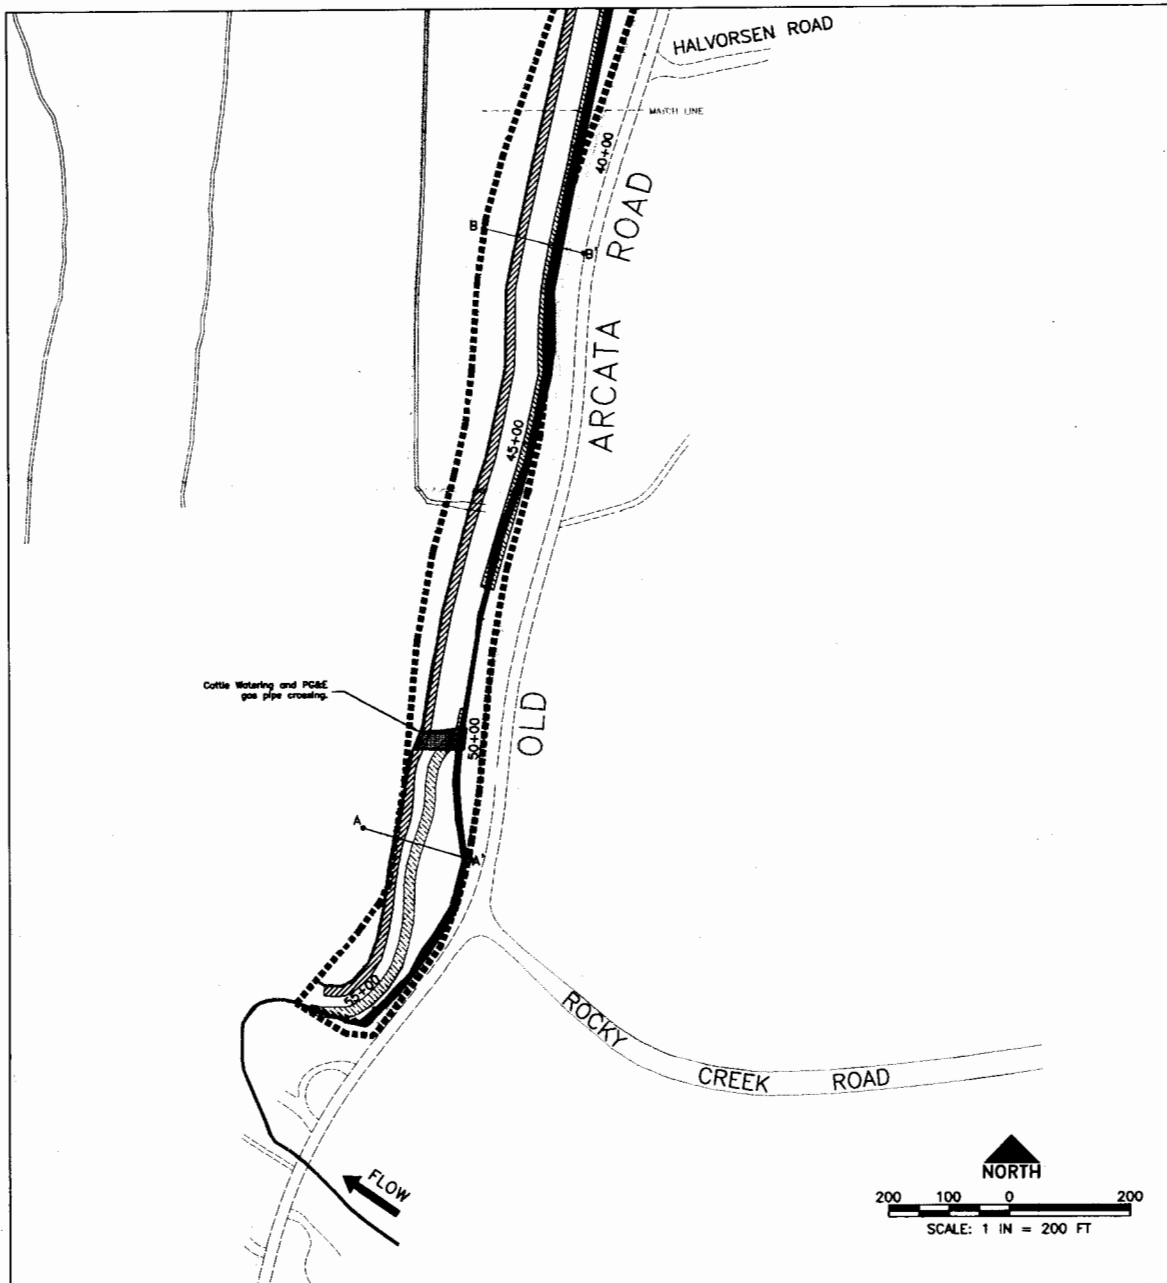 HALVORSEN ROAD
MATCH LINE
40+00
B
B'
OLD ARCATA ROAD
45+00
Cattle Watering and PG&E
gas pipe crossing.
50+00
A
A'
55+00
ROCKY CREEK ROAD
FLOW
NORTH
200 100 0 200
SCALE: 1 IN = 200 FT